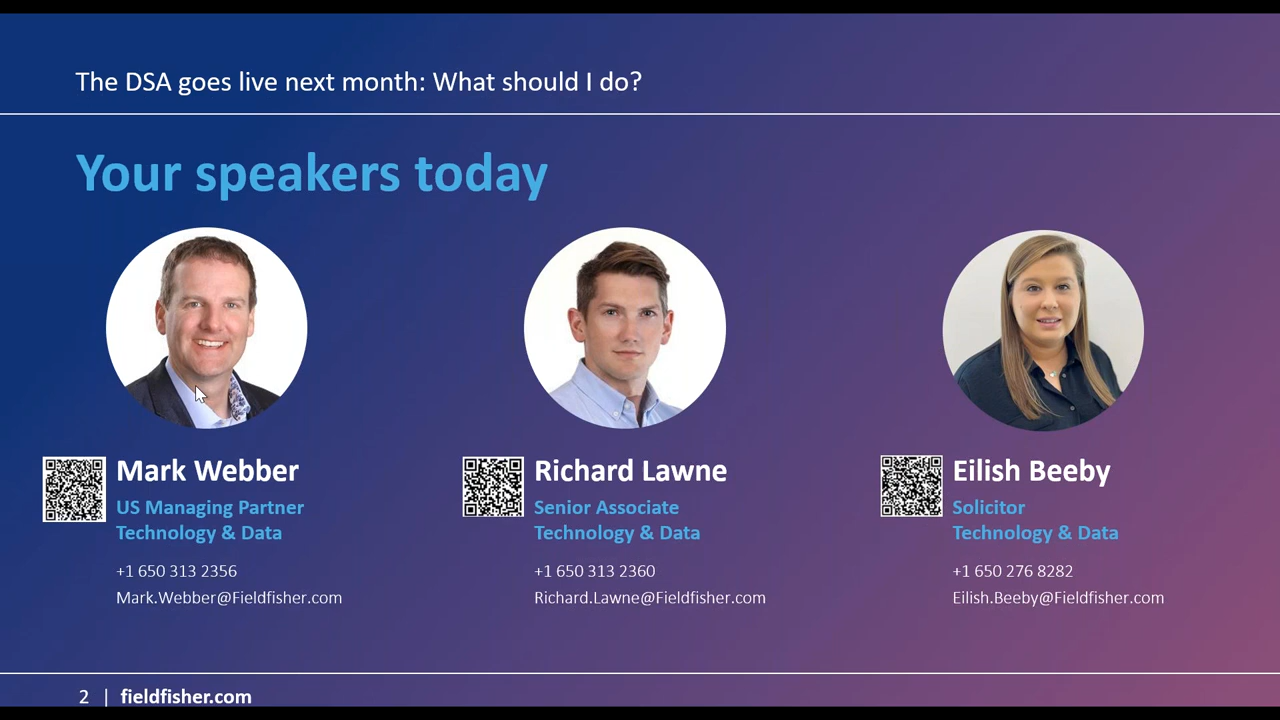 The DSA goes live next month: What should I do?
Your speakers today
Mark Webber
US Managing Partner
Technology & Data
+1 650 313 2356
Mark.Webber@Fieldfisher.com
Richard Lawne
Senior Associate
Technology & Data
+1 650 313 2360
Richard.Lawne@Fieldfisher.com
Eilish Beeby
Solicitor
Technology & Data
+1 650 276 8282
Eilish.Beeby@Fieldfisher.com
2 | fieldfisher.com